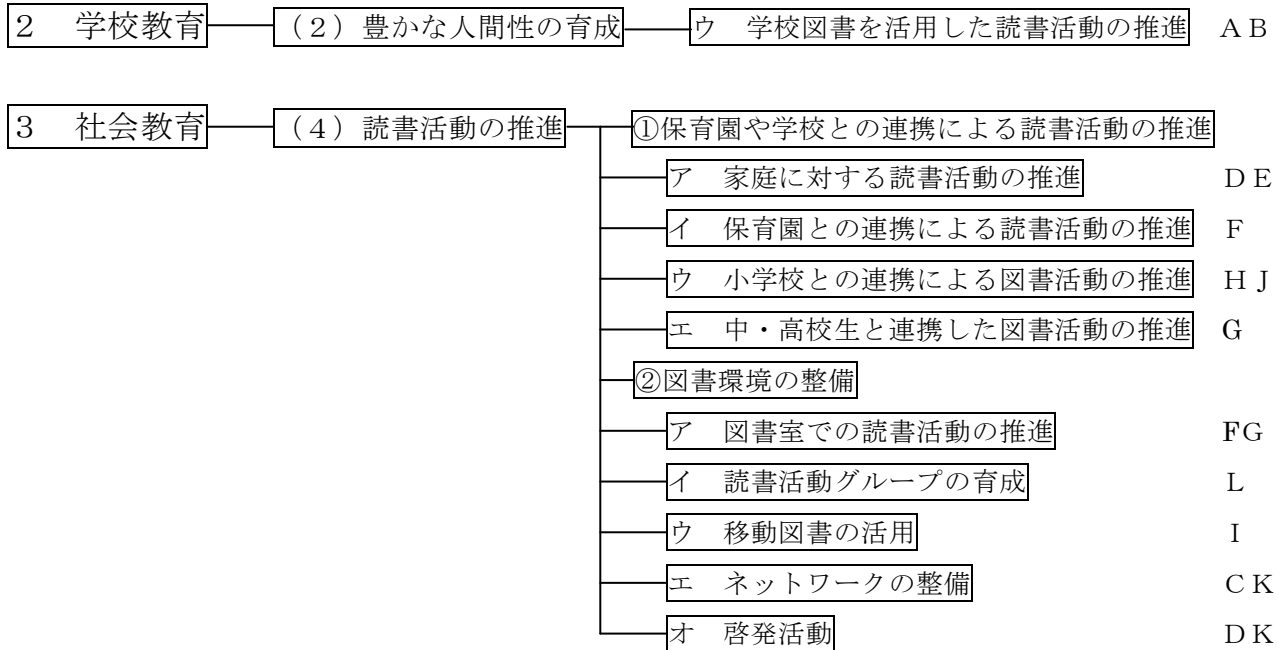 ２　学校教育　（２）豊かな人間性の育成　ウ　学校図書を活用した読書活動の推進　ＡＢ
３　社会教育　（４）読書活動の推進　①保育園や学校との連携による読書活動の推進
ア　家庭に対する読書活動の推進　ＤＥ
イ　保育園との連携による読書活動の推進　Ｆ
ウ　小学校との連携による図書活動の推進　ＨＪ
エ　中・高校生と連携した図書活動の推進　Ｇ
②図書環境の整備
ア　図書室での読書活動の推進　ＦＧ
イ　読書活動グループの育成　Ｌ
ウ　移動図書の活用　Ｉ
エ　ネットワークの整備　ＣＫ
オ　啓発活動　ＤＫ